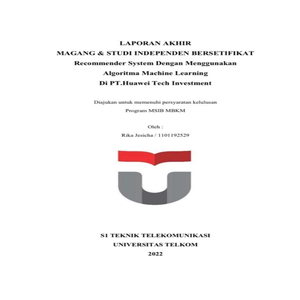 LAPORAN AKHIR
MAGANG & STUDI INDEPENDEN BERSETIFIKAT
Recommender System Dengan Menggunakan
Algoritma Machine Learning
Di PT.Huawei Tech Investment
Diajukan untuk memenuhi persyaratan kelulusan
Program MSIB MBKM
Oleh :
Rika Jesicha / 1101192529
S1 TEKNIK TELEKOMUNIKASI
UNIVERSITAS TELKOM
2022